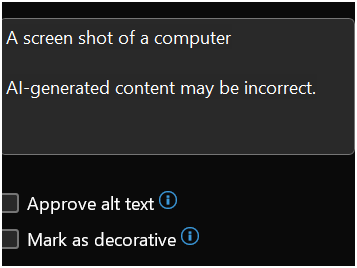 A screen shot of a computer
AI-generated content may be incorrect.
Approve alt text
Mark as decorative